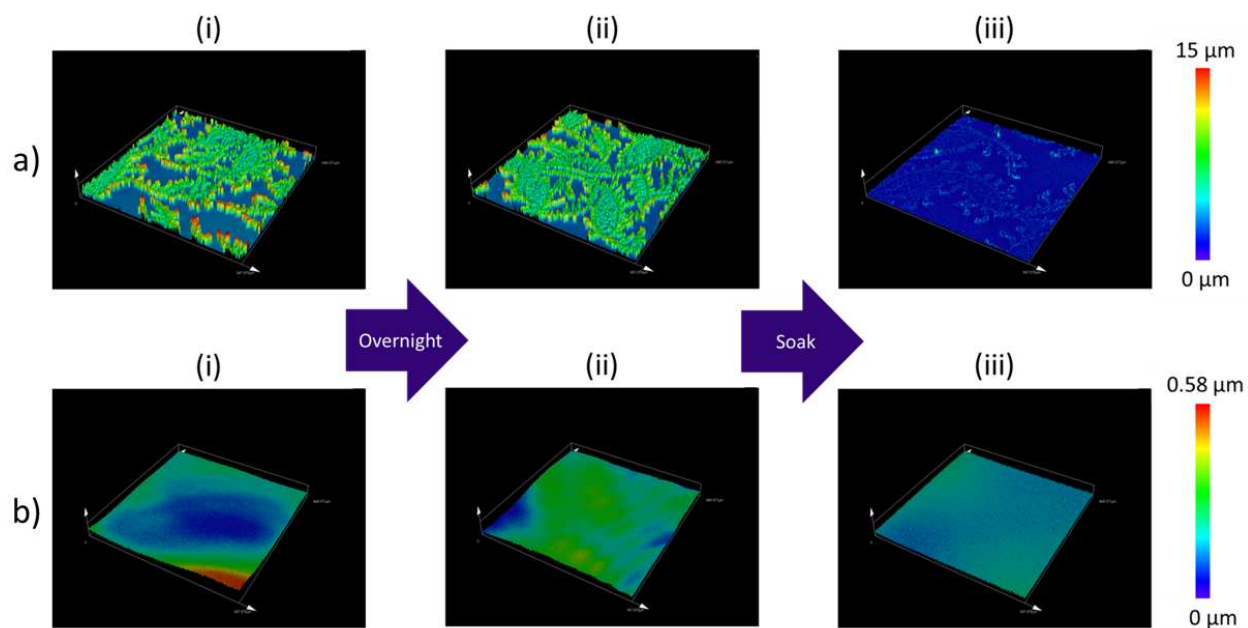 (i)
(ii)
(iii)
15 µm
a)
0 µm
Overnight
Soak
(i)
(ii)
(iii)
0.58 µm
b)
0 µm